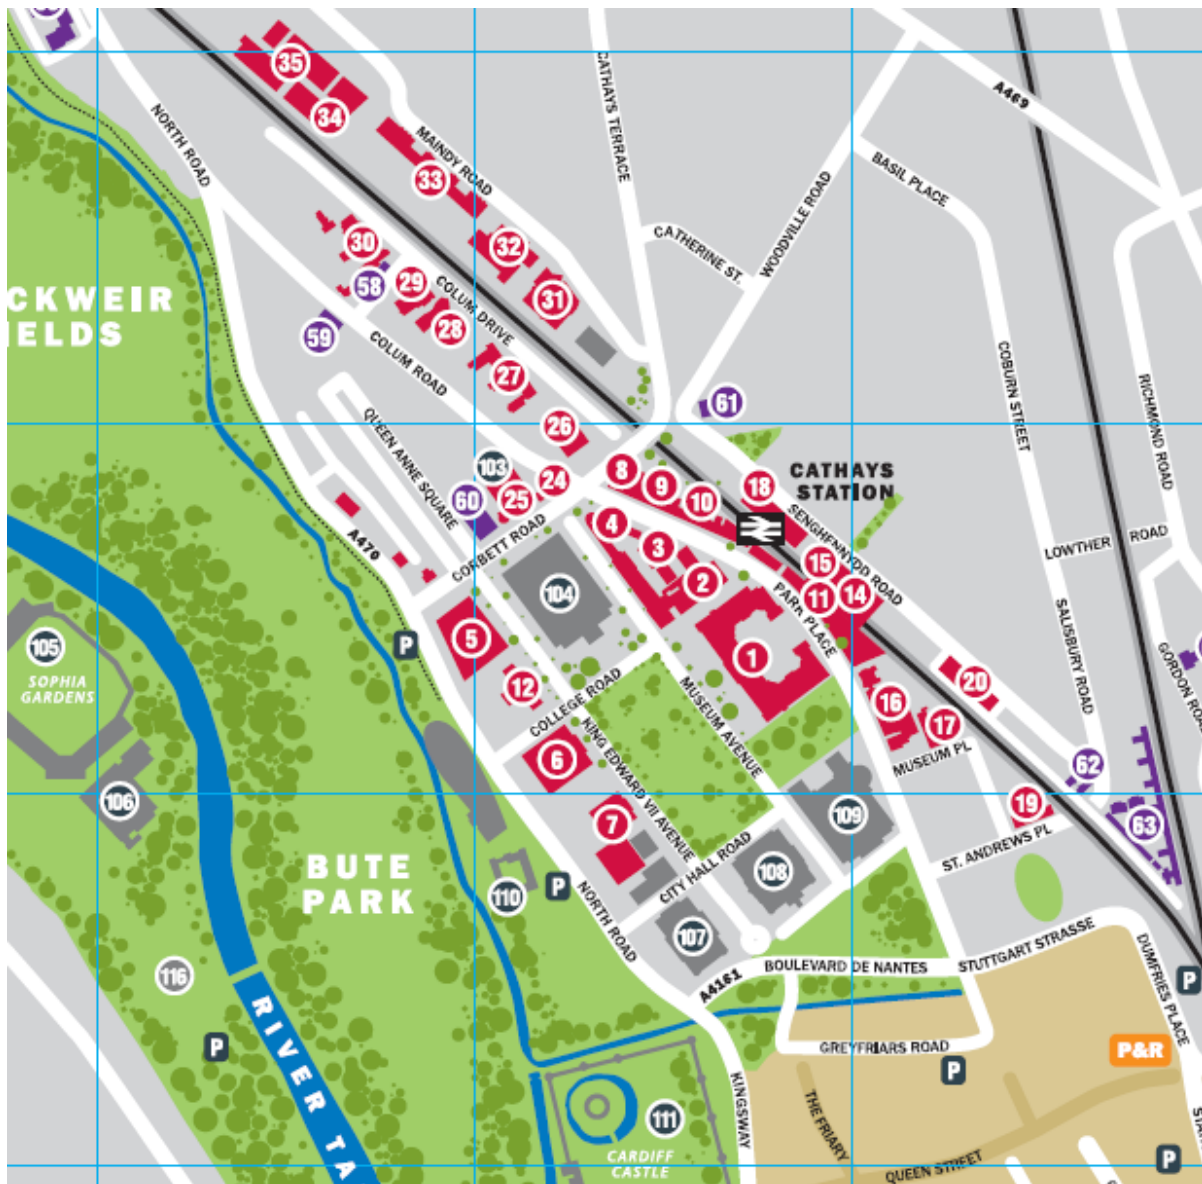 35
34
33
32
31
30
58
59
29
28
27
26
61
103
60
25
24
8
9
10
18
4
3
2
15
11
14
104
5
12
1
105
106
6
16
17
20
62
63
19
7
109
108
107
110
116
111
NORTH ROAD
MAINDY ROAD
CATHAYS TERRACE
A469
BASIL PLACE
WOODVILLE ROAD
CATHERINE ST.
CKWEIR
IELDS
COLUM DRIVE
COLUM ROAD
COBURN STREET
RICHMOND ROAD
QUEEN ANNE SQUARE
CATHAYS
STATION
SENGHENNYDD ROAD
A470
CORBETT ROAD
LOWTHER ROAD
PARK PLACE
SALISBURY ROAD
GORDON ROA
SOPHIA
GARDENS
COLLEGE ROAD
MUSEUM AVENUE
KING EDWARD VII AVENUE
MUSEUM PL
ST. ANDREWS PL
CITY HALL ROAD
BUTE
PARK
NORTH ROAD
A4161
BOULEVARD DE NANTES
STUTTGART STRASSE
DUMFRIES PLACE
RIVER TA
GREYFRIARS ROAD
P&R
KINGSWAY
THE FRIARY
QUEEN STREET
CARDIFF
CASTLE
STA
P
P
P
P
P
P